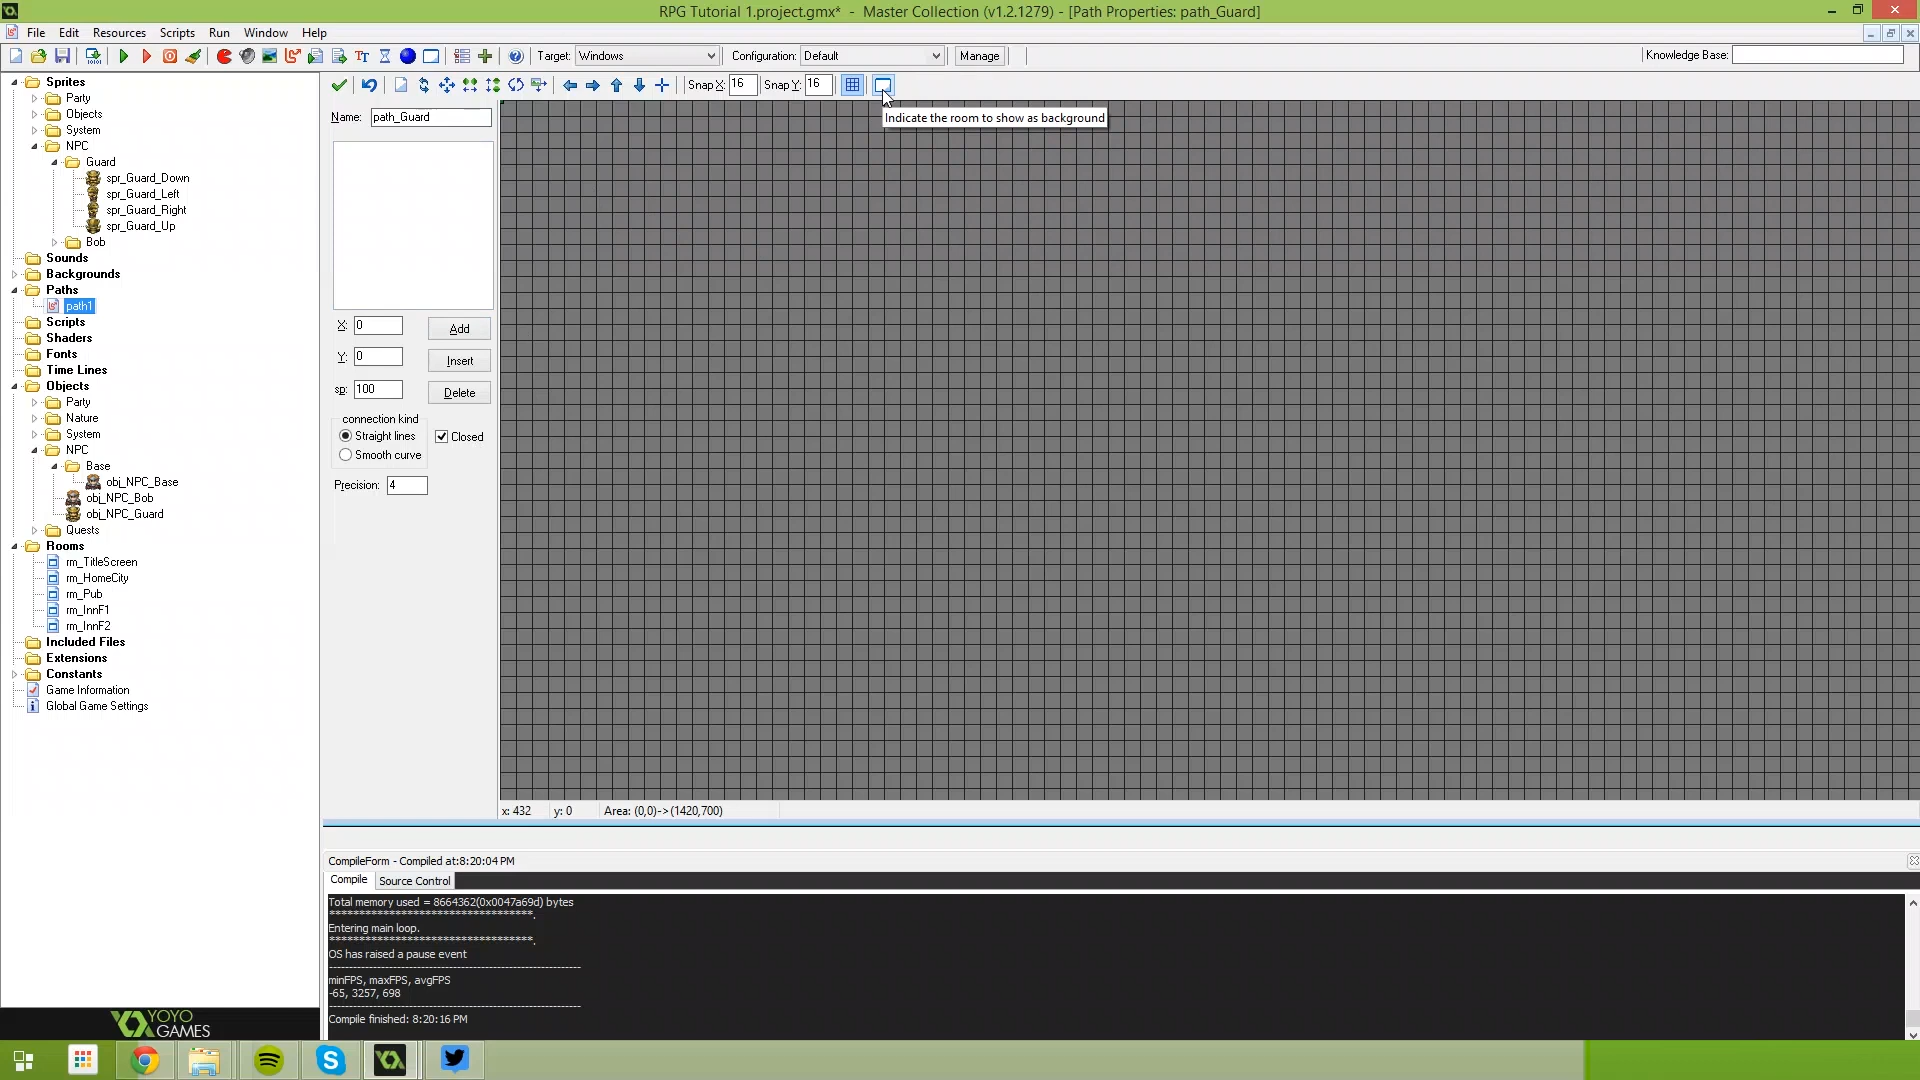 RPG Tutorial 1.project.gmx* - Master Collection (v1.2.1279) - [Path Properties: path_Guard]
File Edit Resources Scripts Run Window Help
Target: Windows Configuration: Default Manage Knowledge Base:
Snap X: 16 Snap Y: 16
Indicate the room to show as background
Sprites
Party
Objects
System
NPC
Guard
spr_Guard_Down
spr_Guard_Left
spr_Guard_Right
spr_Guard_Up
Bob
Sounds
Backgrounds
Paths
path1
Scripts
Shaders
Fonts
Time Lines
Objects
Party
Nature
System
NPC
Base
obj_NPC_Base
obj_NPC_Bob
obj_NPC_Guard
Quests
Rooms
rm_TitleScreen
rm_HomeCity
rm_Pub
rm_InnF1
rm_InnF2
Included Files
Extensions
Constants
Game Information
Global Game Settings
YOYO
GAMES
Name: path_Guard
X: 0 Add
Y: 0 Insert
sp: 100 Delete
connection kind
Straight lines Closed
Smooth curve
Precision: 4
x: 432 y: 0 Area: (0,0)->(1420,700)
CompileForm - Compiled at:8:20:04 PM
Compile Source Control
Total memory used = 8664362(0x0047a69d) bytes
**********************************.
Entering main loop.
**********************************.
OS has raised a pause event
---------------------------------------------------------------
minFPS, maxFPS, avgFPS
-65, 3257, 698
---------------------------------------------------------------
Compile finished: 8:20:16 PM